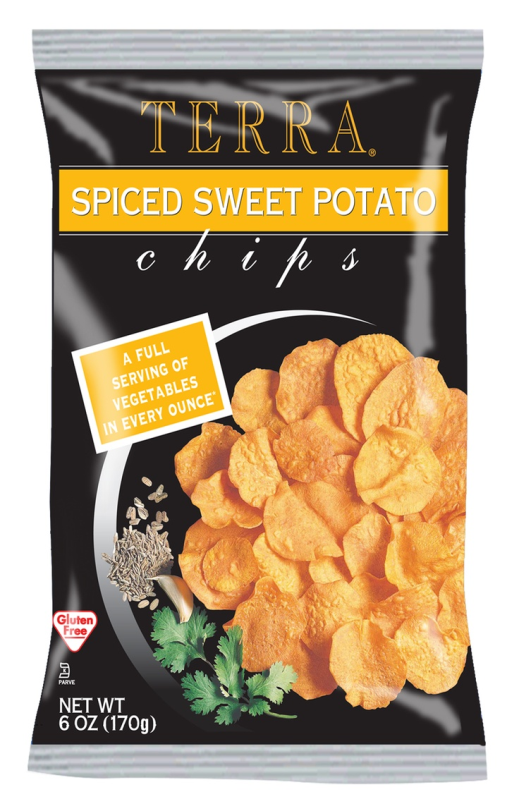 TERRA®
SPICED SWEET POTATO
chips
A FULL
SERVING OF
VEGETABLES
IN EVERY OUNCE*
Gluten
Free
PARVE
NET WT
6 OZ (170g)